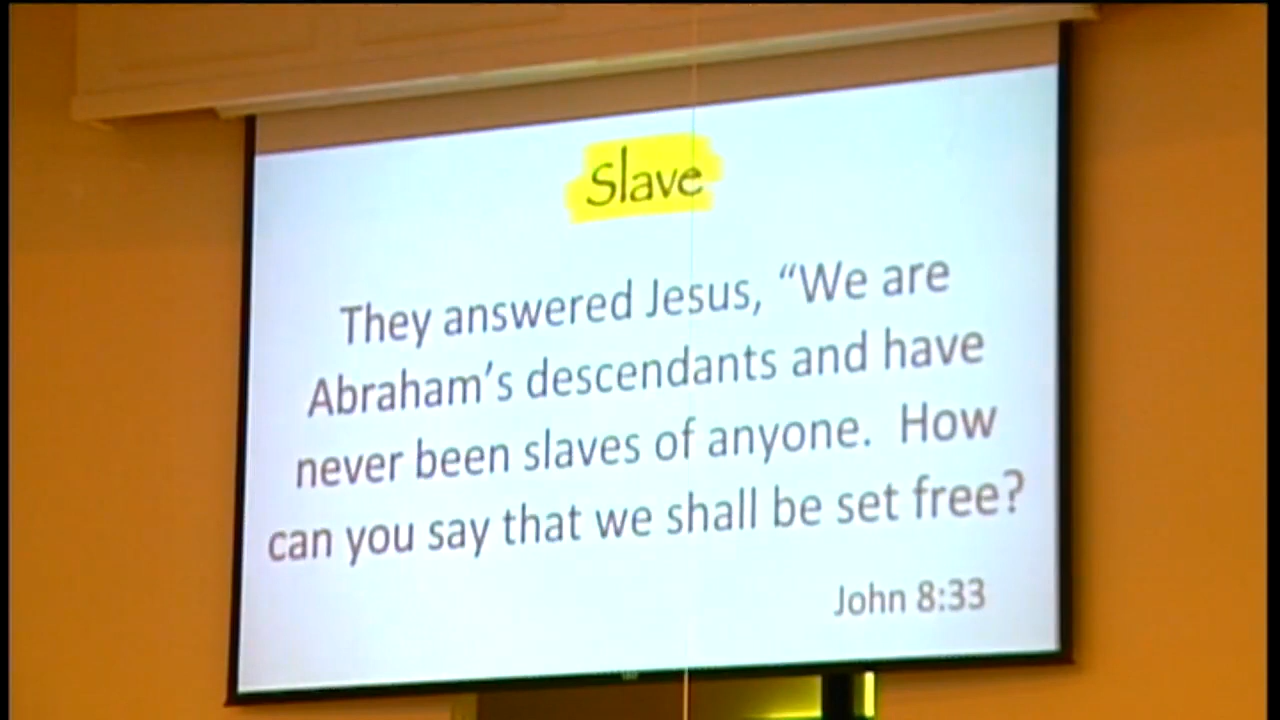 Slave
They answered Jesus, “We are
Abraham’s descendants and have
never been slaves of anyone.  How
can you say that we shall be set free?
John 8:33